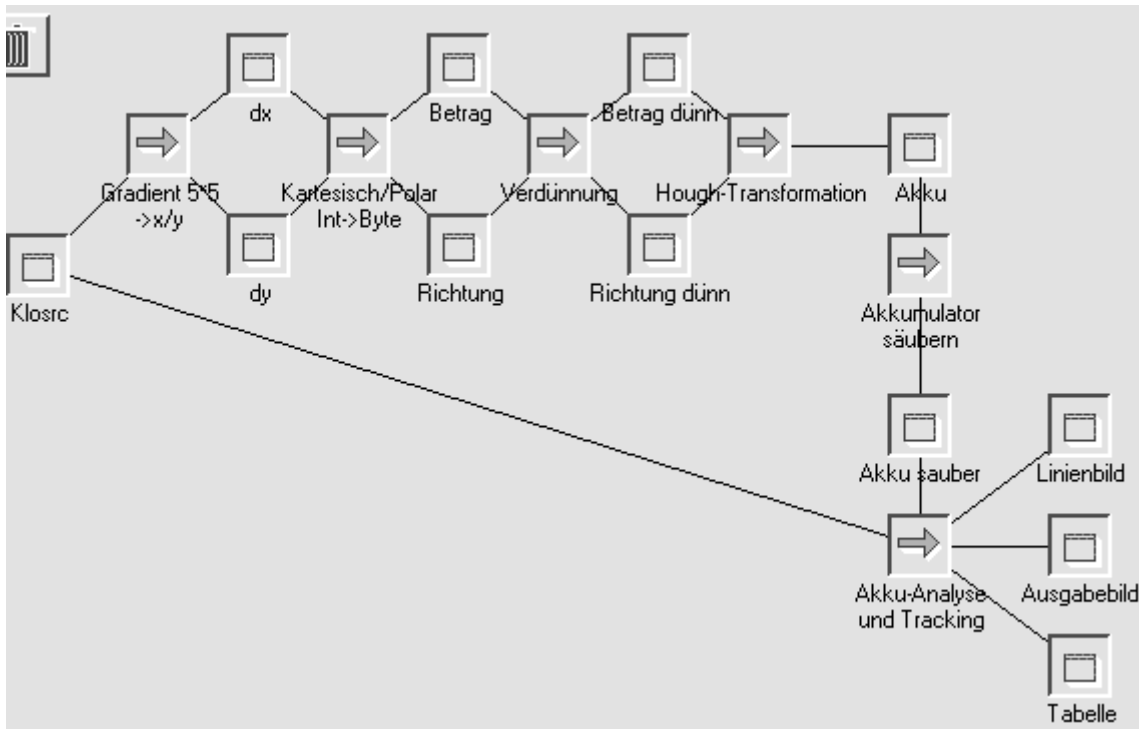 dx
Betrag
Betrag dünn
Gradient 5*5
->x/y
Kartesisch/Polar
Int->Byte
Verdünnung
Hough-Transformation
Akku
Klosrc
dy
Richtung
Richtung dünn
Akkumulator
säubern
Akku sauber
Linienbild
Akku-Analyse
und Tracking
Ausgabebild
Tabelle